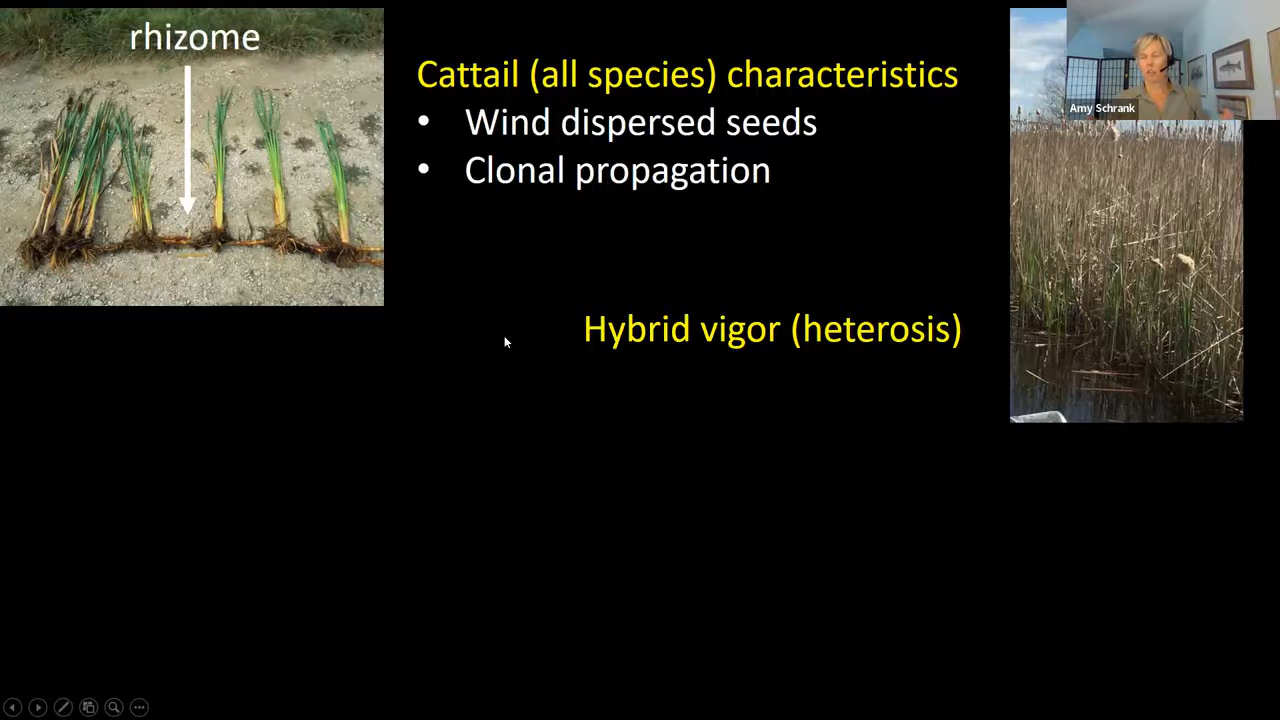 rhizome
Cattail (all species) characteristics
• Wind dispersed seeds
• Clonal propagation
Hybrid vigor (heterosis)
Amy Schrank